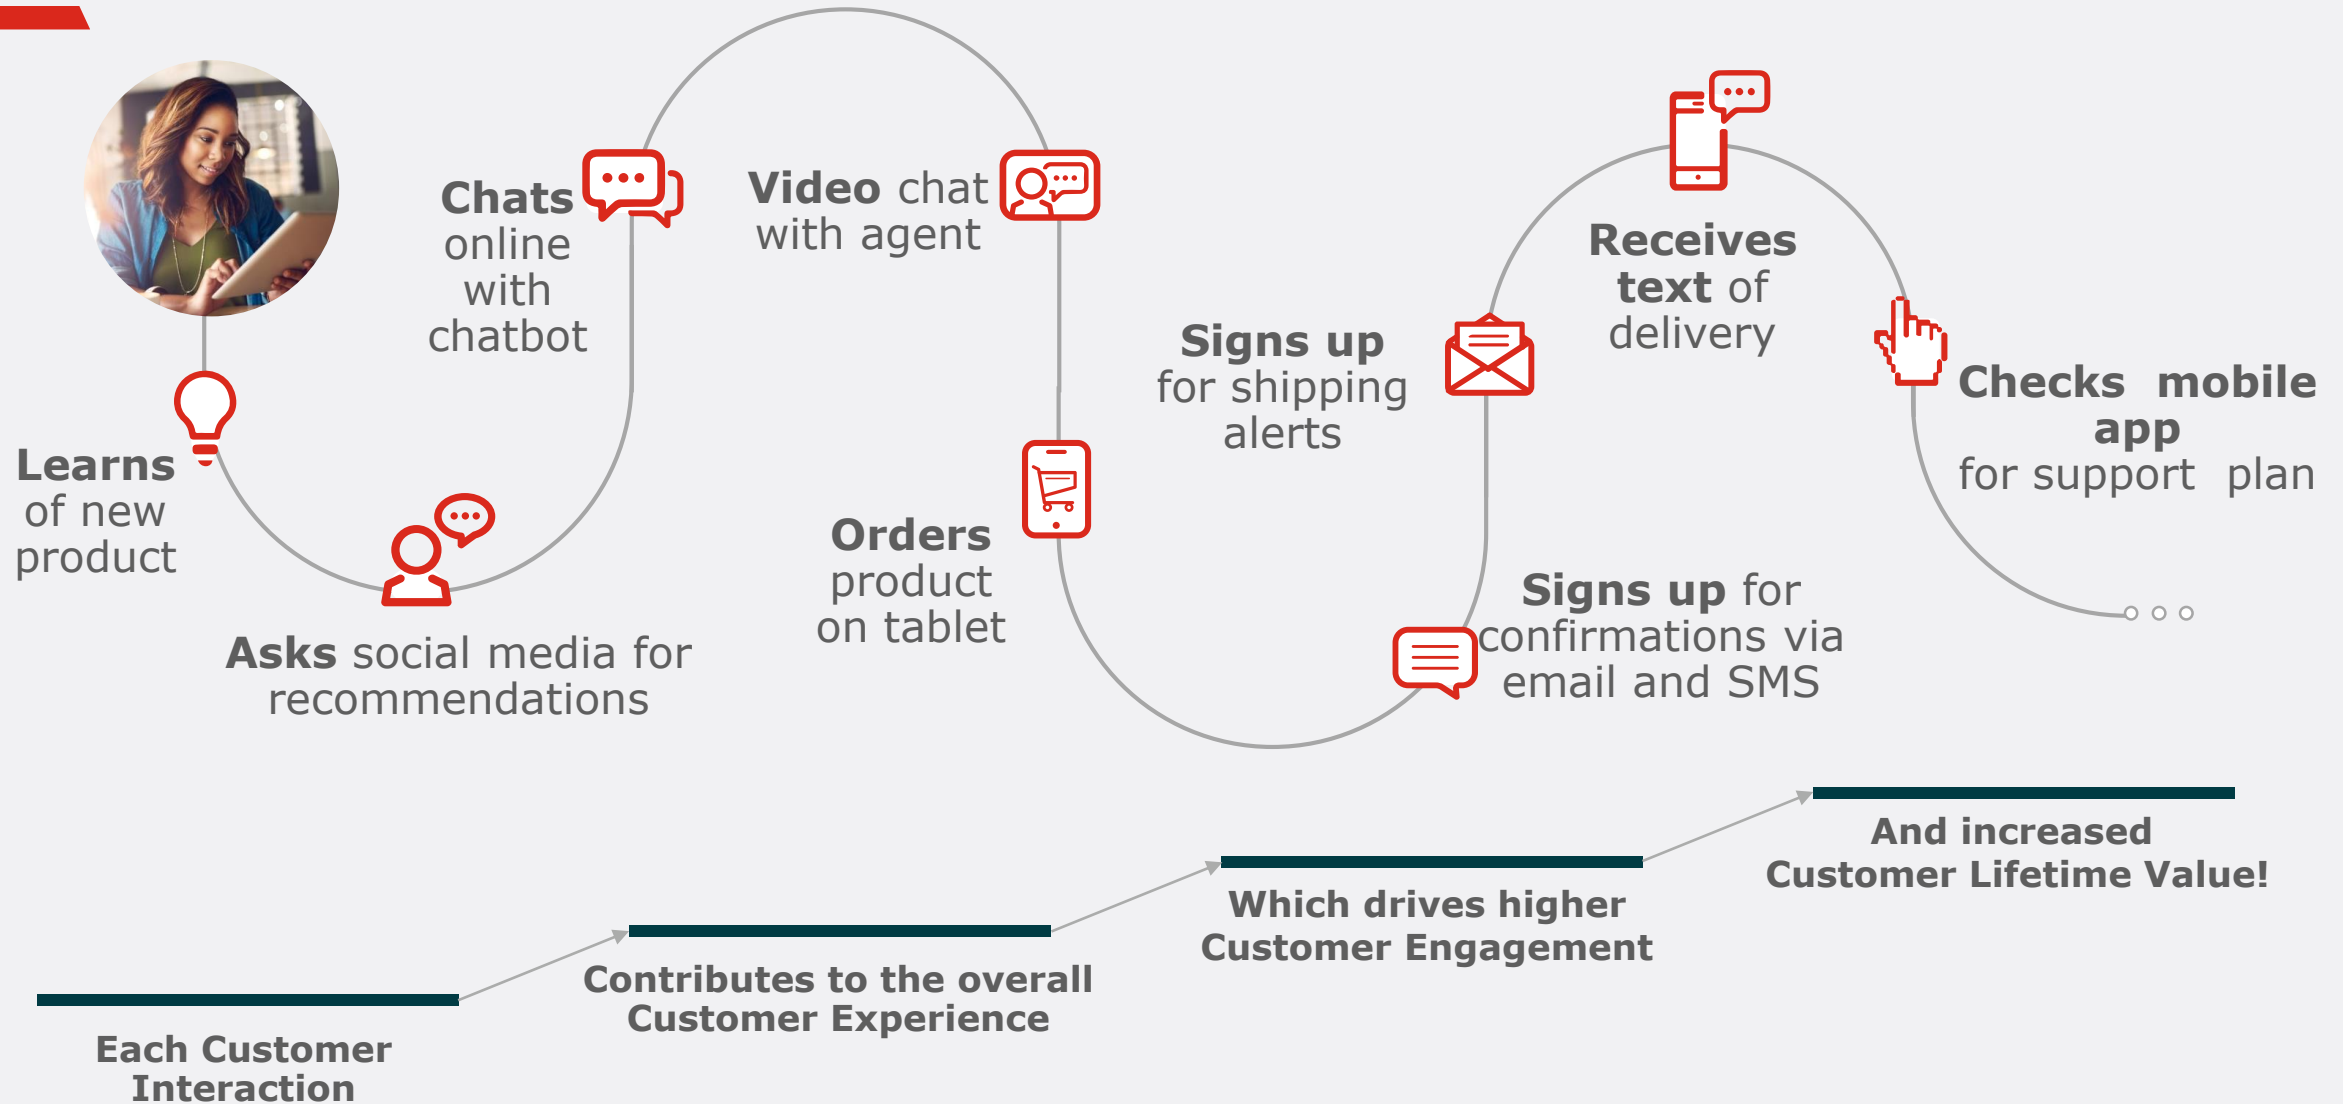 Learns
of new
product
Asks social media for
recommendations
Chats
online
with
chatbot
Video chat
with agent
Orders
product
on tablet
Signs up for
confirmations via
email and SMS
Signs up
for shipping
alerts
Receives
text of
delivery
Checks mobile
app
for support plan
Each Customer
Interaction
Contributes to the overall
Customer Experience
Which drives higher
Customer Engagement
And increased
Customer Lifetime Value!